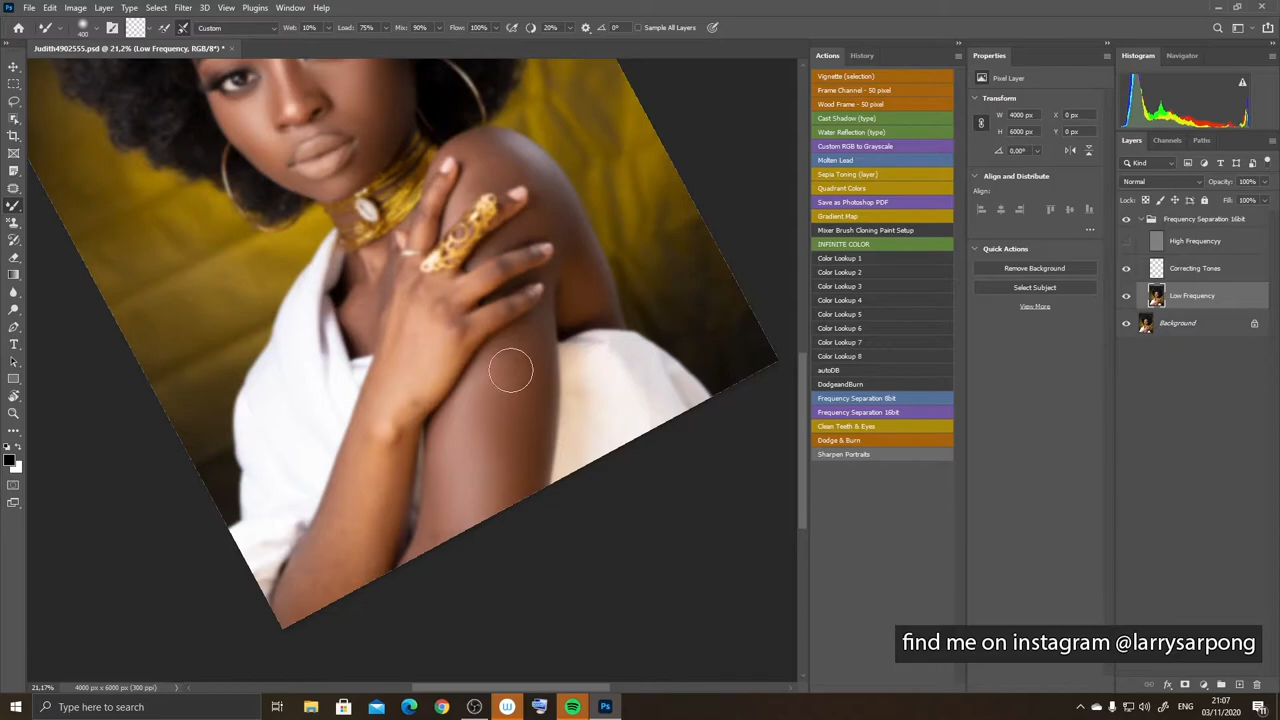 File Edit Image Layer Type Select Filter 3D View Plugins Window Help
400 Custom Wet: 10% Load: 75% Mix: 90% Flow: 100% 20% 0° Sample All Layers
Judith4902555.psd @ 21,2% (Low Frequency, RGB/8*) * ×
Actions History
Vignette (selection)
Frame Channel - 50 pixel
Wood Frame - 50 pixel
Cast Shadow (type)
Water Reflection (type)
Custom RGB to Grayscale
Molten Lead
Sepia Toning (layer)
Quadrant Colors
Save as Photoshop PDF
Gradient Map
Mixer Brush Cloning Paint Setup
INFINITE COLOR
Color Lookup 1
Color Lookup 2
Color Lookup 3
Color Lookup 4
Color Lookup 5
Color Lookup 6
Color Lookup 7
Color Lookup 8
autoDB
DodgeandBurn
Frequency Separation 8bit
Frequency Separation 16bit
Clean Teeth & Eyes
Dodge & Burn
Sharpen Portraits
Properties
Pixel Layer
Transform
W 4000 px X 0 px
H 6000 px Y 0 px
0,00°
Align and Distribute
Align:
Quick Actions
Remove Background
Select Subject
View More
Histogram Navigator
Layers Channels Paths
Kind
Normal Opacity: 100%
Lock: Fill: 100%
Frequency Separation 16bit
High Frequencyy
Correcting Tones
Low Frequency
Background
find me on instagram @larrysarpong
21,17% 4000 px x 6000 px (300 ppi)
Type here to search
21:07
03/11/2020